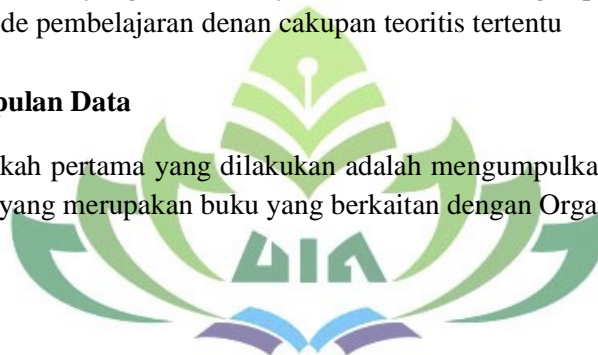 de pembelajaran denan cakupan teoritis tertentu
pulan Data
kah pertama yang dilakukan adalah mengumpulka
yang merupakan buku yang berkaitan dengan Orga
UIN